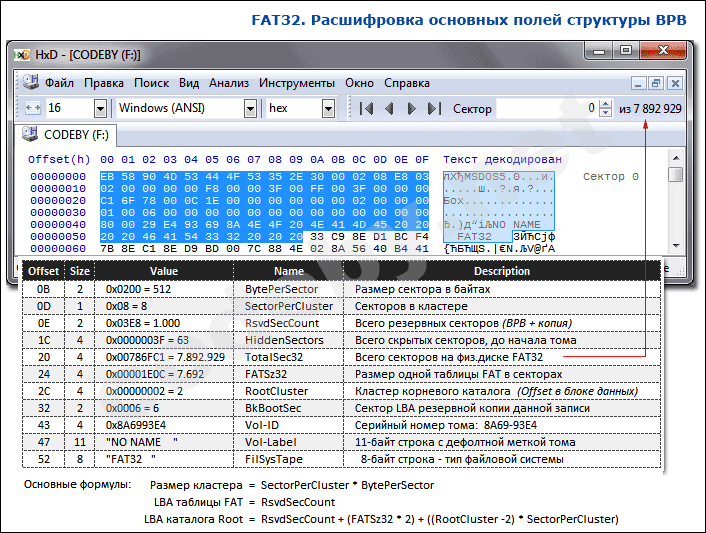 FAT32. Расшифровка основных полей структуры BPB
HxD - [CODEBY (F:)]
Файл Правка Поиск Вид Анализ Инструменты Окно Справка
16 Windows (ANSI) hex Сектор 0 из 7 892 929
CODEBY (F:)
Offset(h) 00 01 02 03 04 05 06 07 08 09 0A 0B 0C 0D 0E 0F Текст декодирован
00000000 EB 58 90 4D 53 44 4F 53 35 2E 30 00 02 08 E8 03 лXђMSDOS5.0...и. Сектор 0
00000010 02 00 00 00 00 F8 00 00 3F 00 FF 00 3F 00 00 00 .....ш..?.я.?...
00000020 C1 6F 78 00 0C 1E 00 00 00 00 00 00 02 00 00 00 Бox.............
00000030 01 00 06 00 00 00 00 00 00 00 00 00 00 00 00 00 ................
00000040 80 00 29 E4 93 69 8A 4E 4F 20 4E 41 4D 45 20 20 Ђ.)д“iЉNO NAME
00000050 20 20 46 41 54 33 32 20 20 20 33 C9 8E D1 BC F4 FAT32 3ЙЋСјф
00000060 7B 8E C1 8E D9 BD 00 7C 88 4E 02 8A 56 40 B4 41 {ЋБЋЩЅ.|€N.ЉV@ґA
Offset Size Value Name Description
0B 2 0x0200 = 512 BytePerSector Размер сектора в байтах
0D 1 0x08 = 8 SectorPerCluster Секторов в кластере
0E 2 0x03E8 = 1.000 RsvdSecCount Всего резервных секторов (BPB + копия)
1C 4 0x0000003F = 63 HiddenSectors Всего скрытых секторов, до начала тома
20 4 0x00786FC1 = 7.892.929 TotalSec32 Всего секторов на физ.диске FAT32
24 4 0x00001E0C = 7.692 FATSz32 Размер одной таблицы FAT в секторах
2C 4 0x00000002 = 2 RootCluster Кластер корневого каталога (Offset в блоке данных)
32 2 0x0006 = 6 BkBootSec Сектор LBA резервной копии данной записи
43 4 0x8A6993E4 Vol-ID Серийный номер тома: 8A69-93E4
47 11 "NO NAME " Vol-Label 11-байт строка с дефолтной меткой тома
52 8 "FAT32 " FilSysTape 8-байт строка - тип файловой системы
Основные формулы: Размер кластера = SectorPerCluster * BytePerSector
LBA таблицы FAT = RsvdSecCount
LBA каталога Root = RsvdSecCount + (FATSz32 * 2) + ((RootCluster -2) * SectorPerCluster)